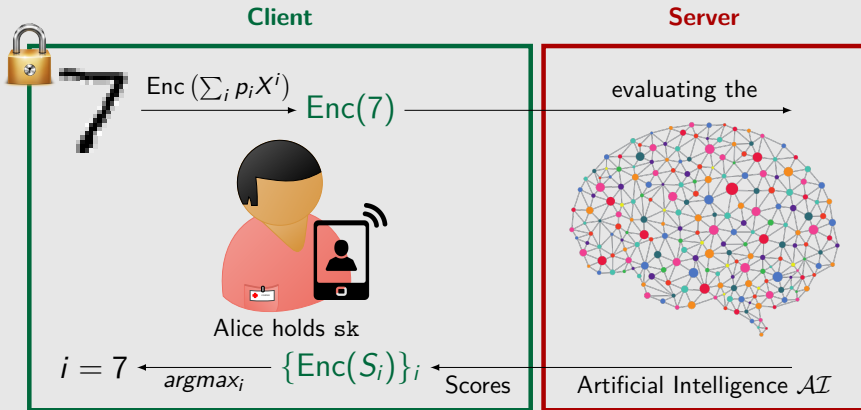 Client
Server
7
Enc (∑ᵢ pᵢXⁱ)
Enc(7)
evaluating the
Alice holds sk
i = 7
argmaxᵢ
{Enc(Sᵢ)}ᵢ
Scores
Artificial Intelligence 𝒜ℐ